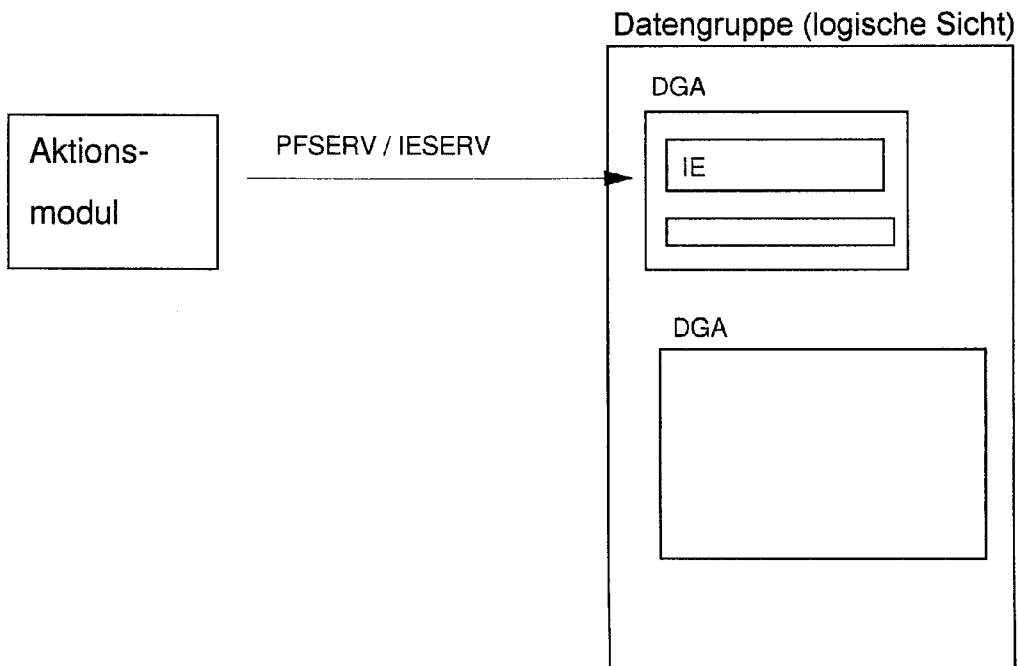 Datengruppe (logische Sicht)
DGA
Aktions-
modul
PFSERV / IESERV
IE
DGA